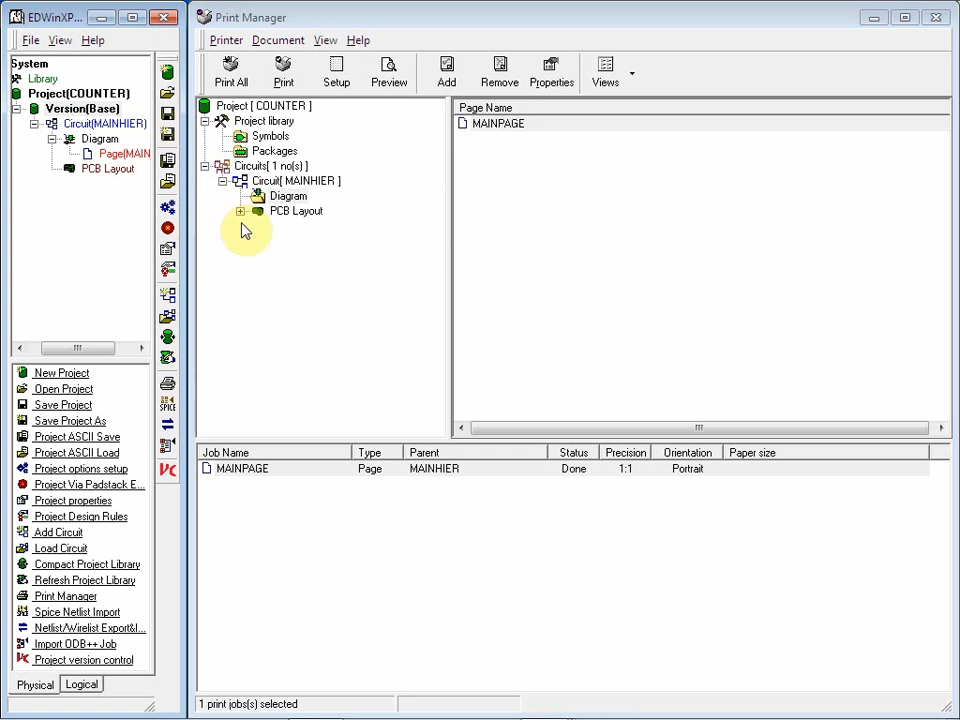 EDWinXP...
File View Help
System
Library
Project(COUNTER)
Version(Base)
Circuit(MAINHIER)
Diagram
Page(MAIN
PCB Layout
SPICE
New Project
Open Project
Save Project
Save Project As
Project ASCII Save
Project ASCII Load
Project options setup
Project Via Padstack E...
Project properties
Project Design Rules
Add Circuit
Load Circuit
Compact Project Library
Refresh Project Library
Print Manager
Spice Netlist Import
Netlist/Wirelist Export&I...
Import ODB++ Job
Project version control
Physical Logical
Print Manager
Printer Document View Help
Print All Print Setup Preview Add Remove Properties Views
Project [ COUNTER ]
Project library
Symbols
Packages
Circuits[ 1 no(s) ]
Circuit[ MAINHIER ]
Diagram
PCB Layout
Page Name
MAINPAGE
Job Name Type Parent Status Precision Orientation Paper size
MAINPAGE Page MAINHIER Done 1:1 Portrait
1 print jobs(s) selected